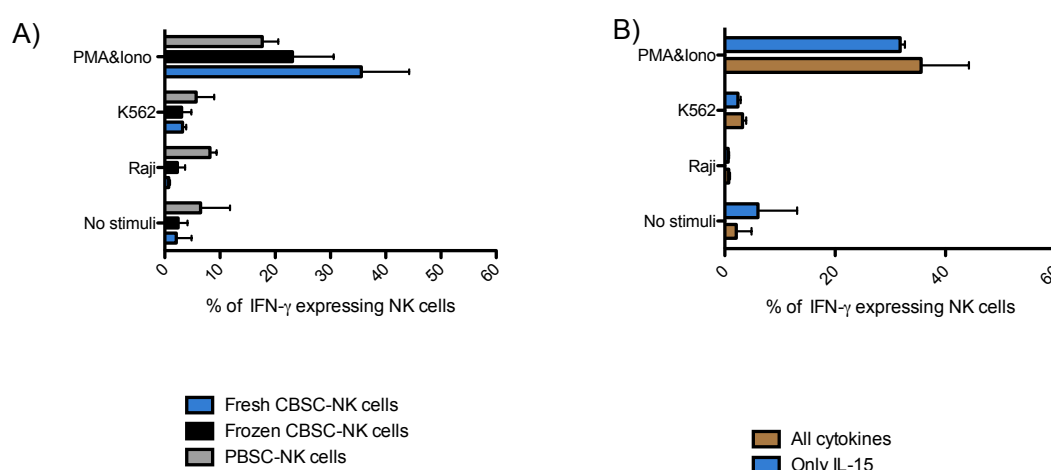 A)
PMA&Iono
K562
Raji
No stimuli
0 10 20 30 40 50 60
% of IFN-γ expressing NK cells
Fresh CBSC-NK cells
Frozen CBSC-NK cells
PBSC-NK cells
B)
PMA&Iono
K562
Raji
No stimuli
0 20 40 60
% of IFN-γ expressing NK cells
All cytokines
Only IL-15